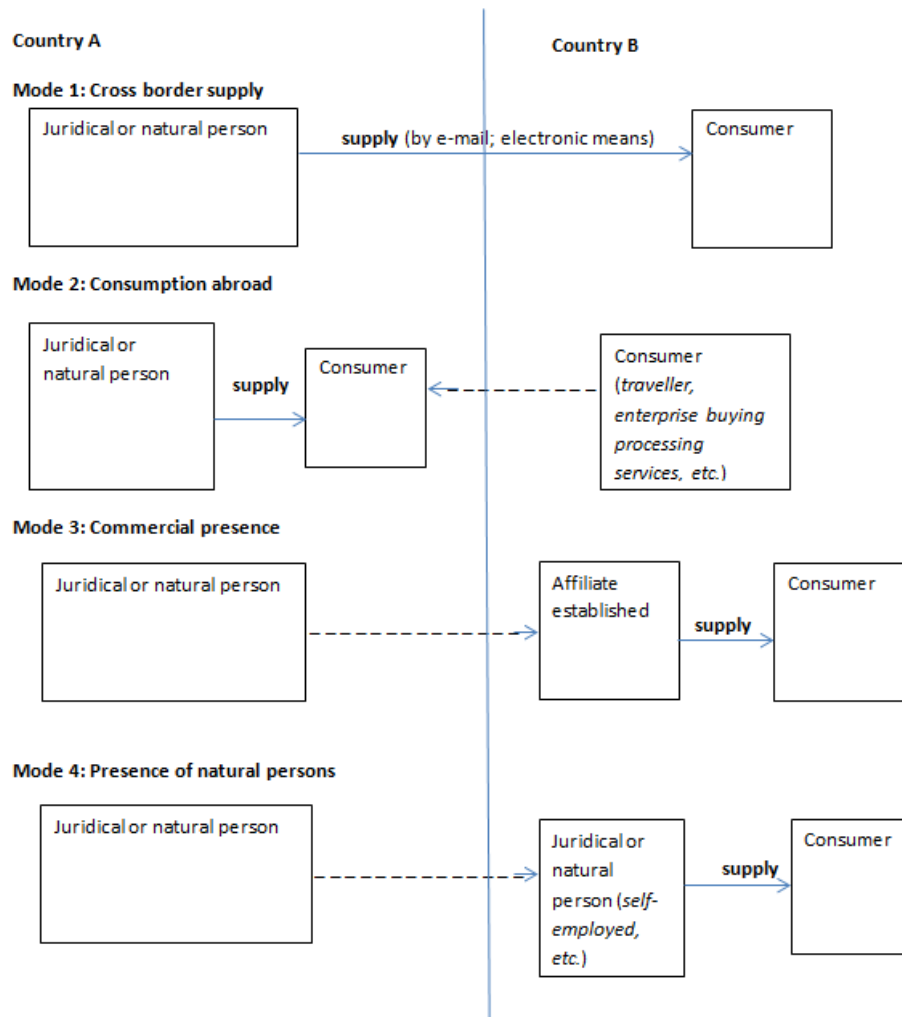 Country A
Country B
Mode 1: Cross border supply
Juridical or natural person
supply (by e-mail; electronic means)
Consumer
Mode 2: Consumption abroad
Juridical or
natural person
supply
Consumer
Consumer
(traveller,
enterprise buying
processing
services, etc.)
Mode 3: Commercial presence
Juridical or natural person
Affiliate
established
supply
Consumer
Mode 4: Presence of natural persons
Juridical or natural person
Juridical or
natural
person (self-
employed,
etc.)
supply
Consumer